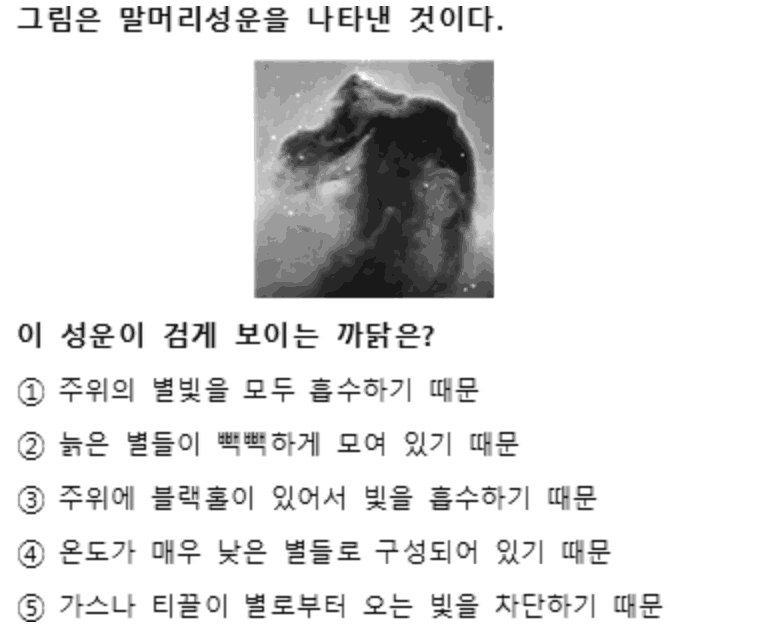 그림은 말머리성운을 나타낸 것이다.
이 성운이 검게 보이는 까닭은?
① 주위의 별빛을 모두 흡수하기 때문
② 늙은 별들이 빽빽하게 모여 있기 때문
③ 주위에 블랙홀이 있어서 빛을 흡수하기 때문
④ 온도가 매우 낮은 별들로 구성되어 있기 때문
⑤ 가스나 티끌이 별로부터 오는 빛을 차단하기 때문